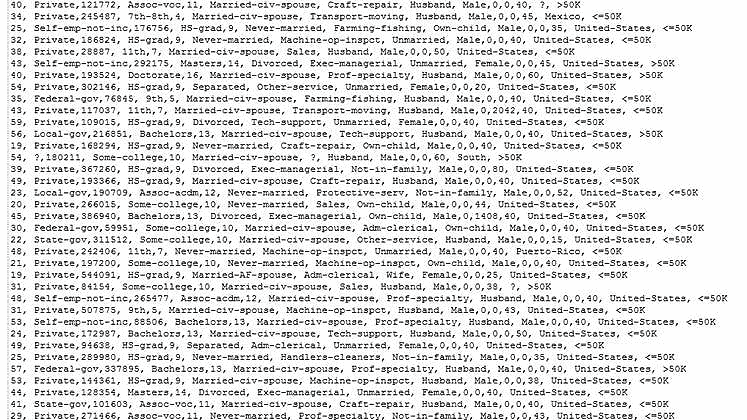 40, Private,121772, Assoc-voc,11, Married-civ-spouse, Craft-repair, Husband, Male,0,0,40, ?, >50K
34, Private,245487, 7th-8th,4, Married-civ-spouse, Transport-moving, Husband, Male,0,0,45, Mexico, <=50K
25, Self-emp-not-inc,176756, HS-grad,9, Never-married, Farming-fishing, Own-child, Male,0,0,35, United-States, <=50K
32, Private,186824, HS-grad,9, Never-married, Machine-op-inspct, Unmarried, Male,0,0,40, United-States, <=50K
38, Private,28887, 11th,7, Married-civ-spouse, Sales, Husband, Male,0,0,50, United-States, <=50K
43, Self-emp-not-inc,292175, Masters,14, Divorced, Exec-managerial, Unmarried, Female,0,0,45, United-States, >50K
40, Private,193524, Doctorate,16, Married-civ-spouse, Prof-specialty, Husband, Male,0,0,60, United-States, >50K
54, Private,302146, HS-grad,9, Separated, Other-service, Unmarried, Female,0,0,20, United-States, <=50K
35, Federal-gov,76845, 9th,5, Married-civ-spouse, Farming-fishing, Husband, Male,0,0,40, United-States, <=50K
43, Private,117037, 11th,7, Married-civ-spouse, Transport-moving, Husband, Male,0,2042,40, United-States, <=50K
59, Private,109015, HS-grad,9, Divorced, Tech-support, Unmarried, Female,0,0,40, United-States, <=50K
56, Local-gov,216851, Bachelors,13, Married-civ-spouse, Tech-support, Husband, Male,0,0,40, United-States, >50K
19, Private,168294, HS-grad,9, Never-married, Craft-repair, Own-child, Male,0,0,40, United-States, <=50K
54, ?,180211, Some-college,10, Married-civ-spouse, ?, Husband, Male,0,0,60, South, >50K
39, Private,367260, HS-grad,9, Divorced, Exec-managerial, Not-in-family, Male,0,0,80, United-States, <=50K
49, Private,193366, HS-grad,9, Married-civ-spouse, Craft-repair, Husband, Male,0,0,40, United-States, <=50K
23, Local-gov,190709, Assoc-acdm,12, Never-married, Protective-serv, Not-in-family, Male,0,0,52, United-States, <=50K
20, Private,266015, Some-college,10, Never-married, Sales, Own-child, Male,0,0,44, United-States, <=50K
45, Private,386940, Bachelors,13, Divorced, Exec-managerial, Own-child, Male,0,1408,40, United-States, <=50K
30, Federal-gov,59951, Some-college,10, Married-civ-spouse, Adm-clerical, Own-child, Male,0,0,40, United-States, <=50K
22, State-gov,311512, Some-college,10, Married-civ-spouse, Other-service, Husband, Male,0,0,15, United-States, <=50K
48, Private,242406, 11th,7, Never-married, Machine-op-inspct, Unmarried, Male,0,0,40, Puerto-Rico, <=50K
21, Private,197200, Some-college,10, Never-married, Machine-op-inspct, Own-child, Male,0,0,40, United-States, <=50K
19, Private,544091, HS-grad,9, Married-AF-spouse, Adm-clerical, Wife, Female,0,0,25, United-States, <=50K
31, Private,84154, Some-college,10, Married-civ-spouse, Sales, Husband, Male,0,0,38, ?, >50K
48, Self-emp-not-inc,265477, Assoc-acdm,12, Married-civ-spouse, Prof-specialty, Husband, Male,0,0,40, United-States, <=50K
31, Private,507875, 9th,5, Married-civ-spouse, Machine-op-inspct, Husband, Male,0,0,43, United-States, <=50K
53, Self-emp-not-inc,88506, Bachelors,13, Married-civ-spouse, Prof-specialty, Husband, Male,0,0,40, United-States, <=50K
24, Private,172987, Bachelors,13, Married-civ-spouse, Tech-support, Husband, Male,0,0,50, United-States, <=50K
49, Private,94638, HS-grad,9, Separated, Adm-clerical, Unmarried, Female,0,0,40, United-States, <=50K
25, Private,289980, HS-grad,9, Never-married, Handlers-cleaners, Not-in-family, Male,0,0,35, United-States, <=50K
57, Federal-gov,337895, Bachelors,13, Married-civ-spouse, Prof-specialty, Husband, Male,0,0,40, United-States, >50K
53, Private,144361, HS-grad,9, Married-civ-spouse, Machine-op-inspct, Husband, Male,0,0,38, United-States, <=50K
44, Private,128354, Masters,14, Divorced, Exec-managerial, Unmarried, Female,0,0,40, United-States, <=50K
41, State-gov,101603, Assoc-voc,11, Married-civ-spouse, Craft-repair, Husband, Male,0,0,40, United-States, <=50K
29, Private,271466, Assoc-voc,11, Never-married, Prof-specialty, Not-in-family, Male,0,0,43, United-States, <=50K